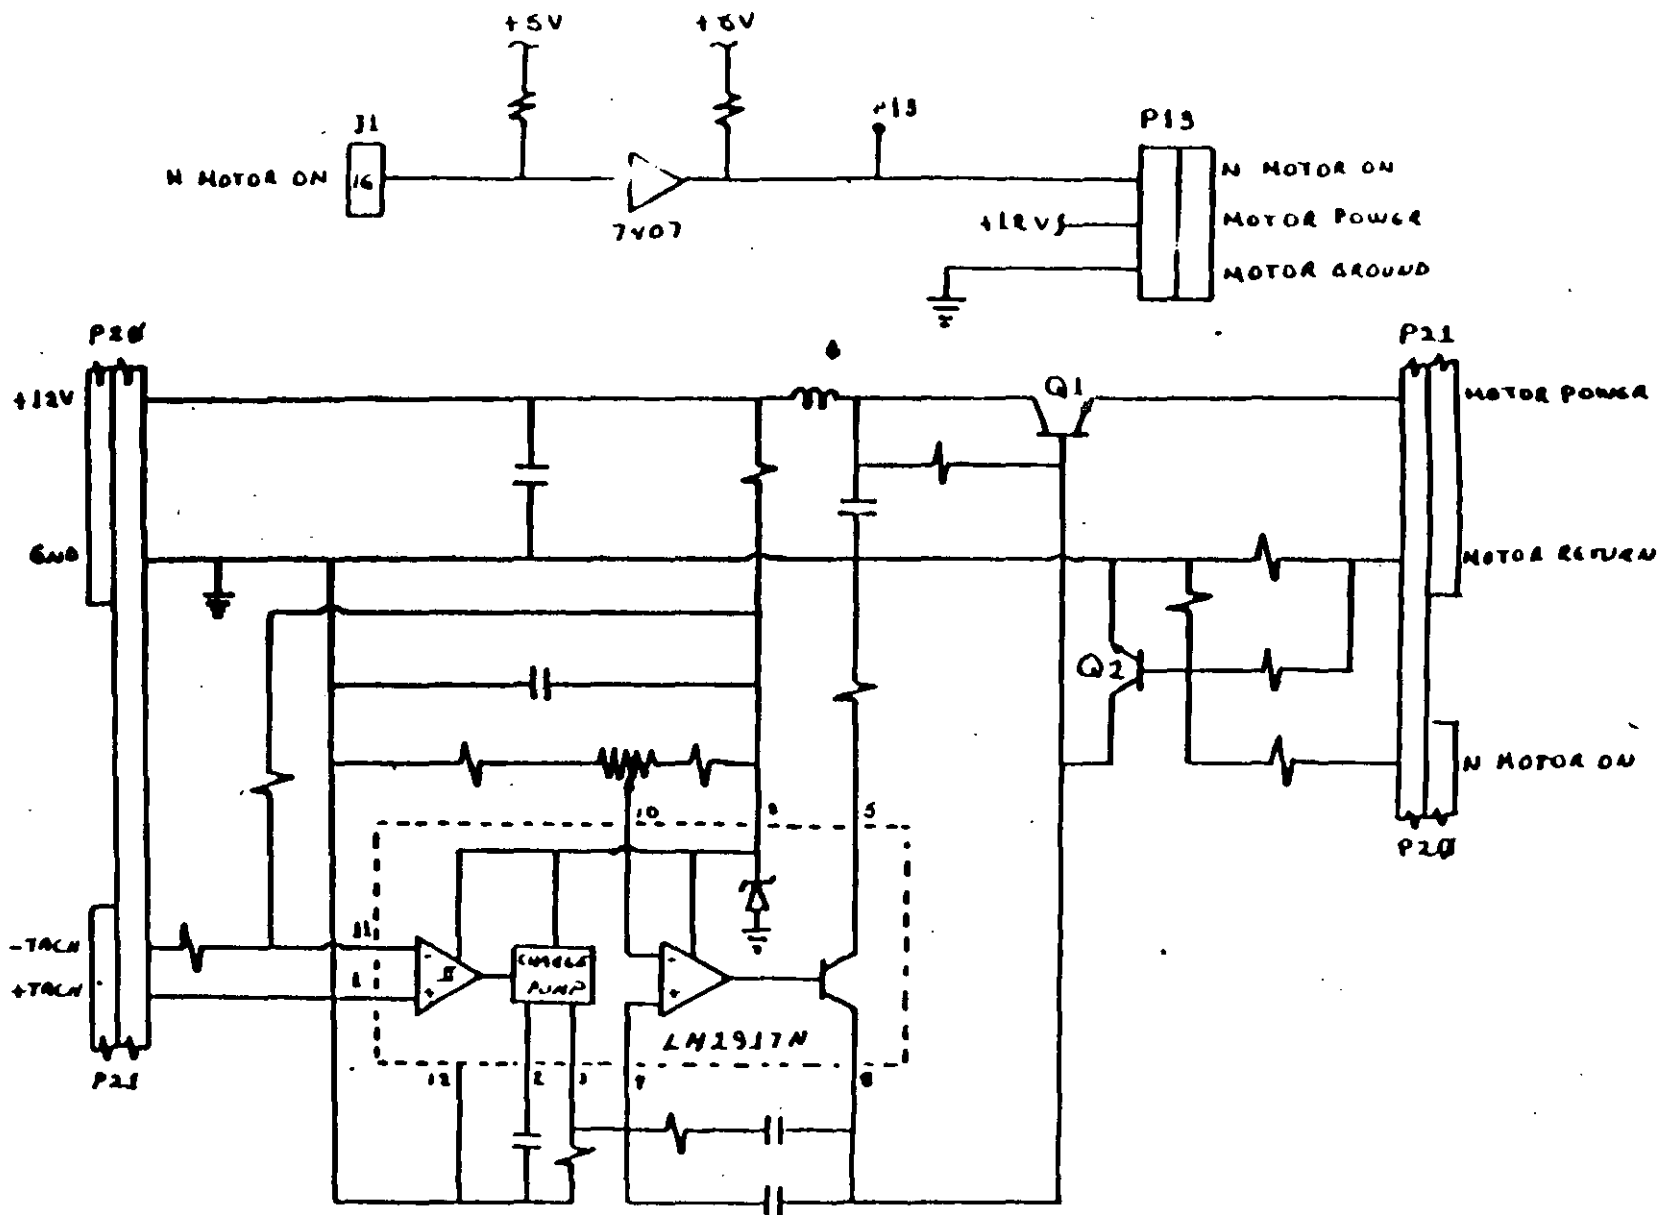 +5V
+5V
J1
N MOTOR ON
16
7407
P13
N MOTOR ON
+12V
MOTOR POWER
MOTOR GROUND
P20
+12V
GND
Q1
P21
MOTOR POWER
MOTOR RETURN
Q2
N MOTOR ON
P20
10
5
-TACH
11
+TACH
1
-
+
CHARGE
PUMP
-
+
LM2917N
P21
12
2
3
8